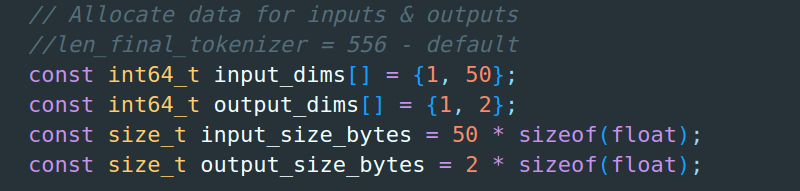 // Allocate data for inputs & outputs
//len_final_tokenizer = 556 - default
const int64_t input_dims[] = {1, 50};
const int64_t output_dims[] = {1, 2};
const size_t input_size_bytes = 50 * sizeof(float);
const size_t output_size_bytes = 2 * sizeof(float);